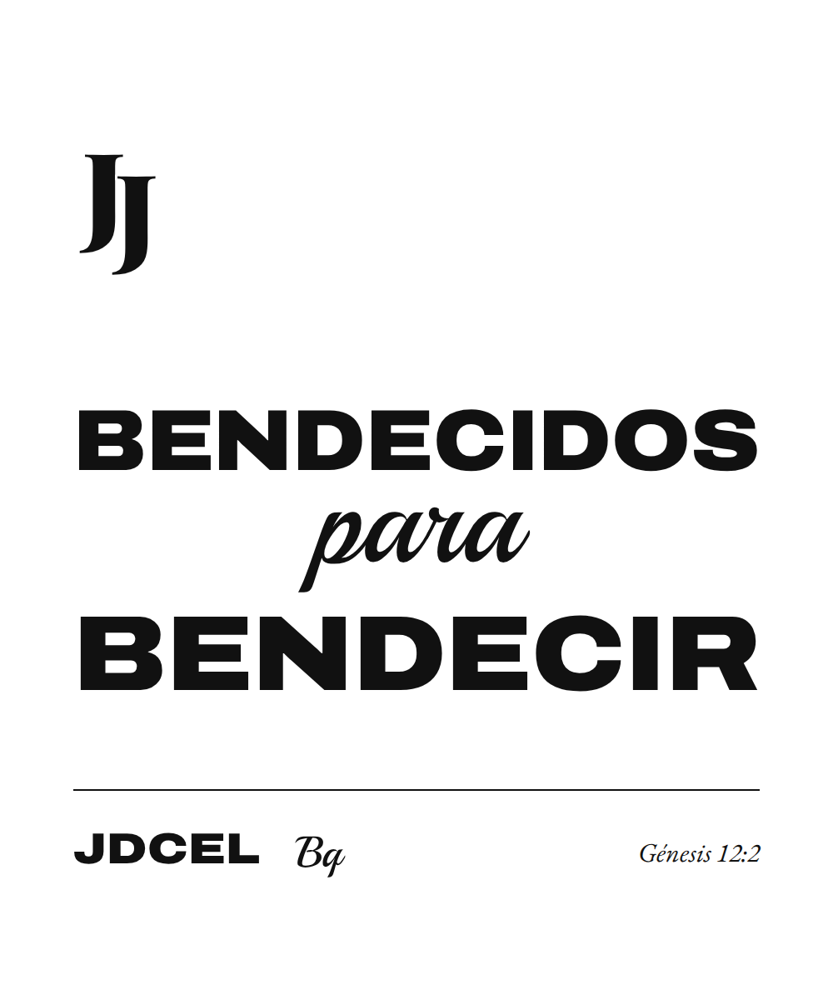 JJ
BENDECIDOS
para
BENDECIR
JDCEL Bq Génesis 12:2